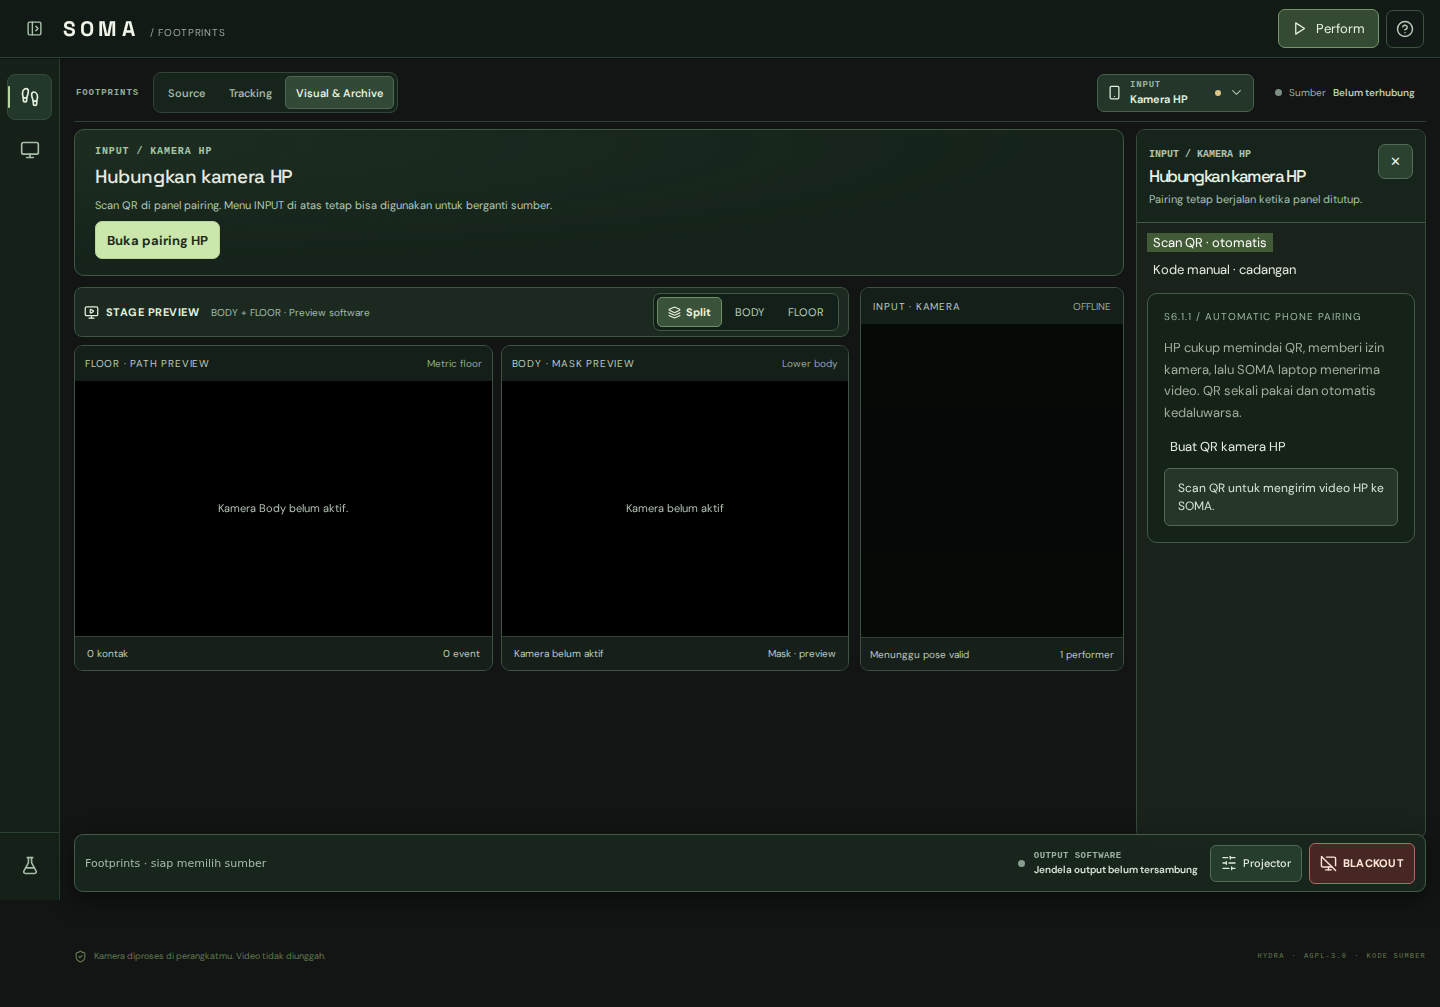 SOMA / FOOTPRINTS
Perform
FOOTPRINTS
Source
Tracking
Visual & Archive
INPUT
Kamera HP
Sumber Belum terhubung
INPUT / KAMERA HP
Hubungkan kamera HP
Scan QR di panel pairing. Menu INPUT di atas tetap bisa digunakan untuk berganti sumber.
Buka pairing HP
STAGE PREVIEW BODY + FLOOR · Preview software
Split
BODY
FLOOR
FLOOR · PATH PREVIEW Metric floor
Kamera Body belum aktif.
0 kontak 0 event
BODY · MASK PREVIEW Lower body
Kamera belum aktif
Kamera belum aktif Mask · preview
INPUT · KAMERA OFFLINE
Menunggu pose valid 1 performer
INPUT / KAMERA HP
Hubungkan kamera HP
Pairing tetap berjalan ketika panel ditutup.
Scan QR · otomatis
Kode manual · cadangan
S6.1.1 / AUTOMATIC PHONE PAIRING
HP cukup memindai QR, memberi izin
kamera, lalu SOMA laptop menerima
video. QR sekali pakai dan otomatis
kedaluwarsa.
Buat QR kamera HP
Scan QR untuk mengirim video HP ke
SOMA.
Footprints · siap memilih sumber
OUTPUT SOFTWARE
Jendela output belum tersambung
Projector
BLACKOUT
Kamera diproses di perangkatmu. Video tidak diunggah.
HYDRA · AGPL-3.0 · KODE SUMBER